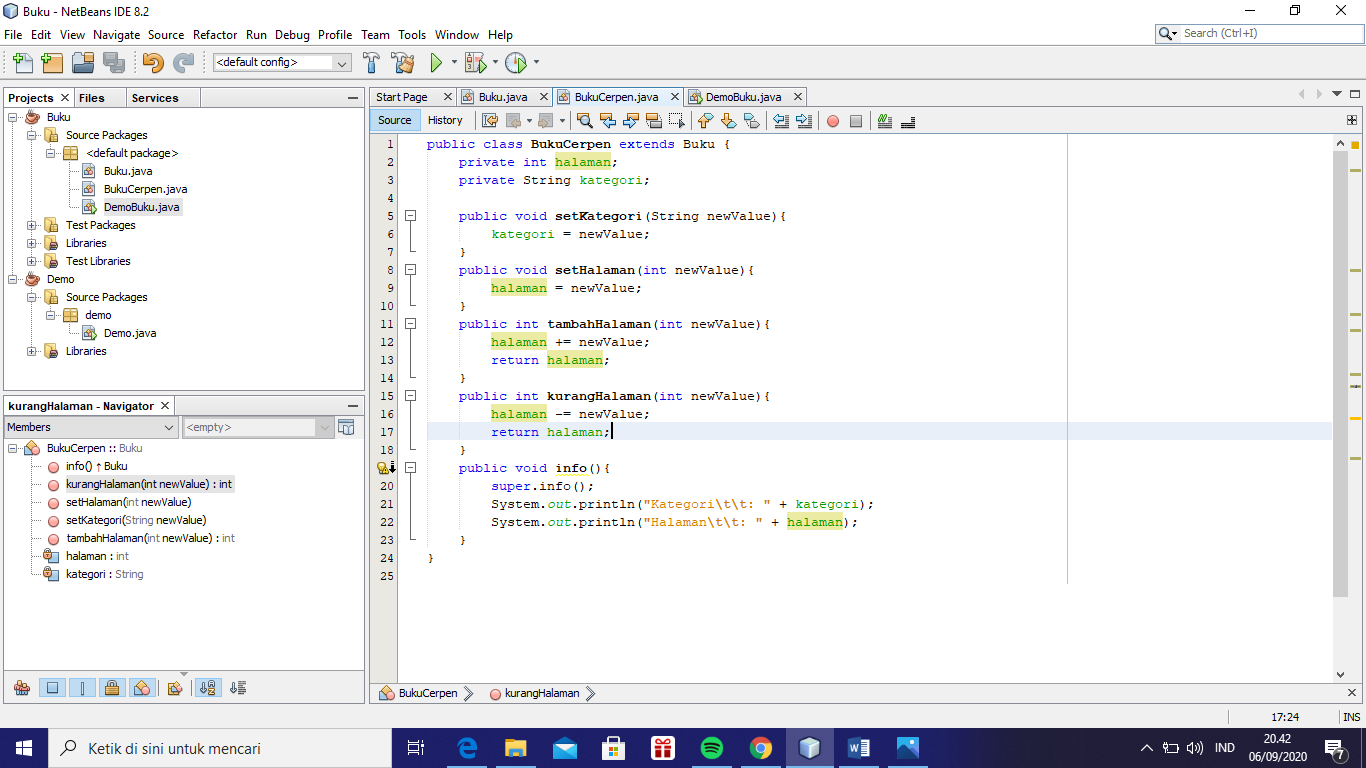 Buku - NetBeans IDE 8.2
File Edit View Navigate Source Refactor Run Debug Profile Team Tools Window Help
Search (Ctrl+I)
<default config>
Projects Files Services
Buku
Source Packages
<default package>
Buku.java
BukuCerpen.java
DemoBuku.java
Test Packages
Libraries
Test Libraries
Demo
Source Packages
demo
Demo.java
Libraries
kurangHalaman - Navigator
Members <empty>
BukuCerpen :: Buku
info() ↑ Buku
kurangHalaman(int newValue) : int
setHalaman(int newValue)
setKategori(String newValue)
tambahHalaman(int newValue) : int
halaman : int
kategori : String
Start Page Buku.java BukuCerpen.java DemoBuku.java
Source History
1 public class BukuCerpen extends Buku {
2 private int halaman;
3 private String kategori;
4
5 public void setKategori(String newValue){
6 kategori = newValue;
7 }
8 public void setHalaman(int newValue){
9 halaman = newValue;
10 }
11 public int tambahHalaman(int newValue){
12 halaman += newValue;
13 return halaman;
14 }
15 public int kurangHalaman(int newValue){
16 halaman -= newValue;
17 return halaman;
18 }
public void info(){
20 super.info();
21 System.out.println("Kategori\t\t: " + kategori);
22 System.out.println("Halaman\t\t: " + halaman);
23 }
24 }
25
BukuCerpen kurangHalaman
17:24 INS
Ketik di sini untuk mencari
IND
20.42
06/09/2020
7